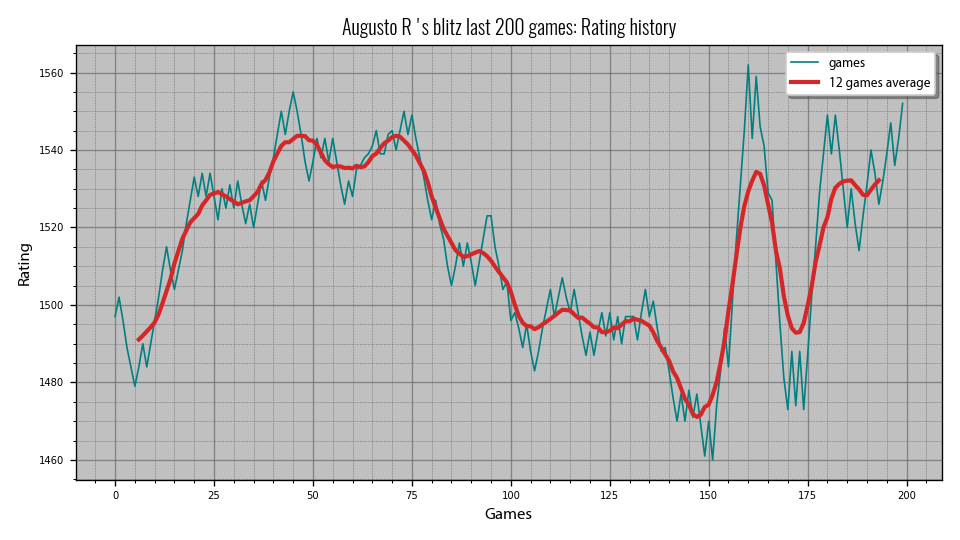 Augusto R 's blitz last 200 games: Rating history
games
12 games average
Rating
1560
1540
1520
1500
1480
1460
0 25 50 75 100 125 150 175 200
Games